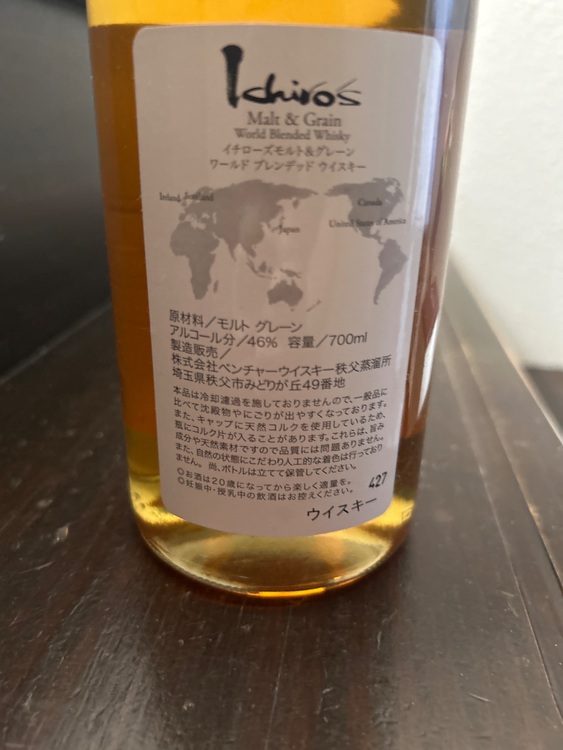 Ichiro's
Malt & Grain
World Blended Whisky
イチローズモルト&グレーン
ワールド ブレンデッド ウイスキー
Ireland Scotland
Canada
Japan
United States of America
原材料/モルト グレーン
アルコール分/46% 容量/700ml
製造販売/
株式会社ベンチャーウイスキー秩父蒸溜所
埼玉県秩父市みどりが丘49番地
本品は冷却濾過を施しておりませんので、一般品に
比べて沈殿物やにごりが出やすくなっております。
また、キャップに天然コルクを使用しているため、
瓶にコルク片が入ることがあります。これらは、旨み
成分や天然素材ですので品質には問題ありません。
また、自然の状態にこだわり人工的な着色は行っており
ません。尚、ボトルは立てて保管してください。
◎お酒は20歳になってから楽しく適量を。
◎妊娠中・授乳中の飲酒はお控えください。
427
ウイスキー